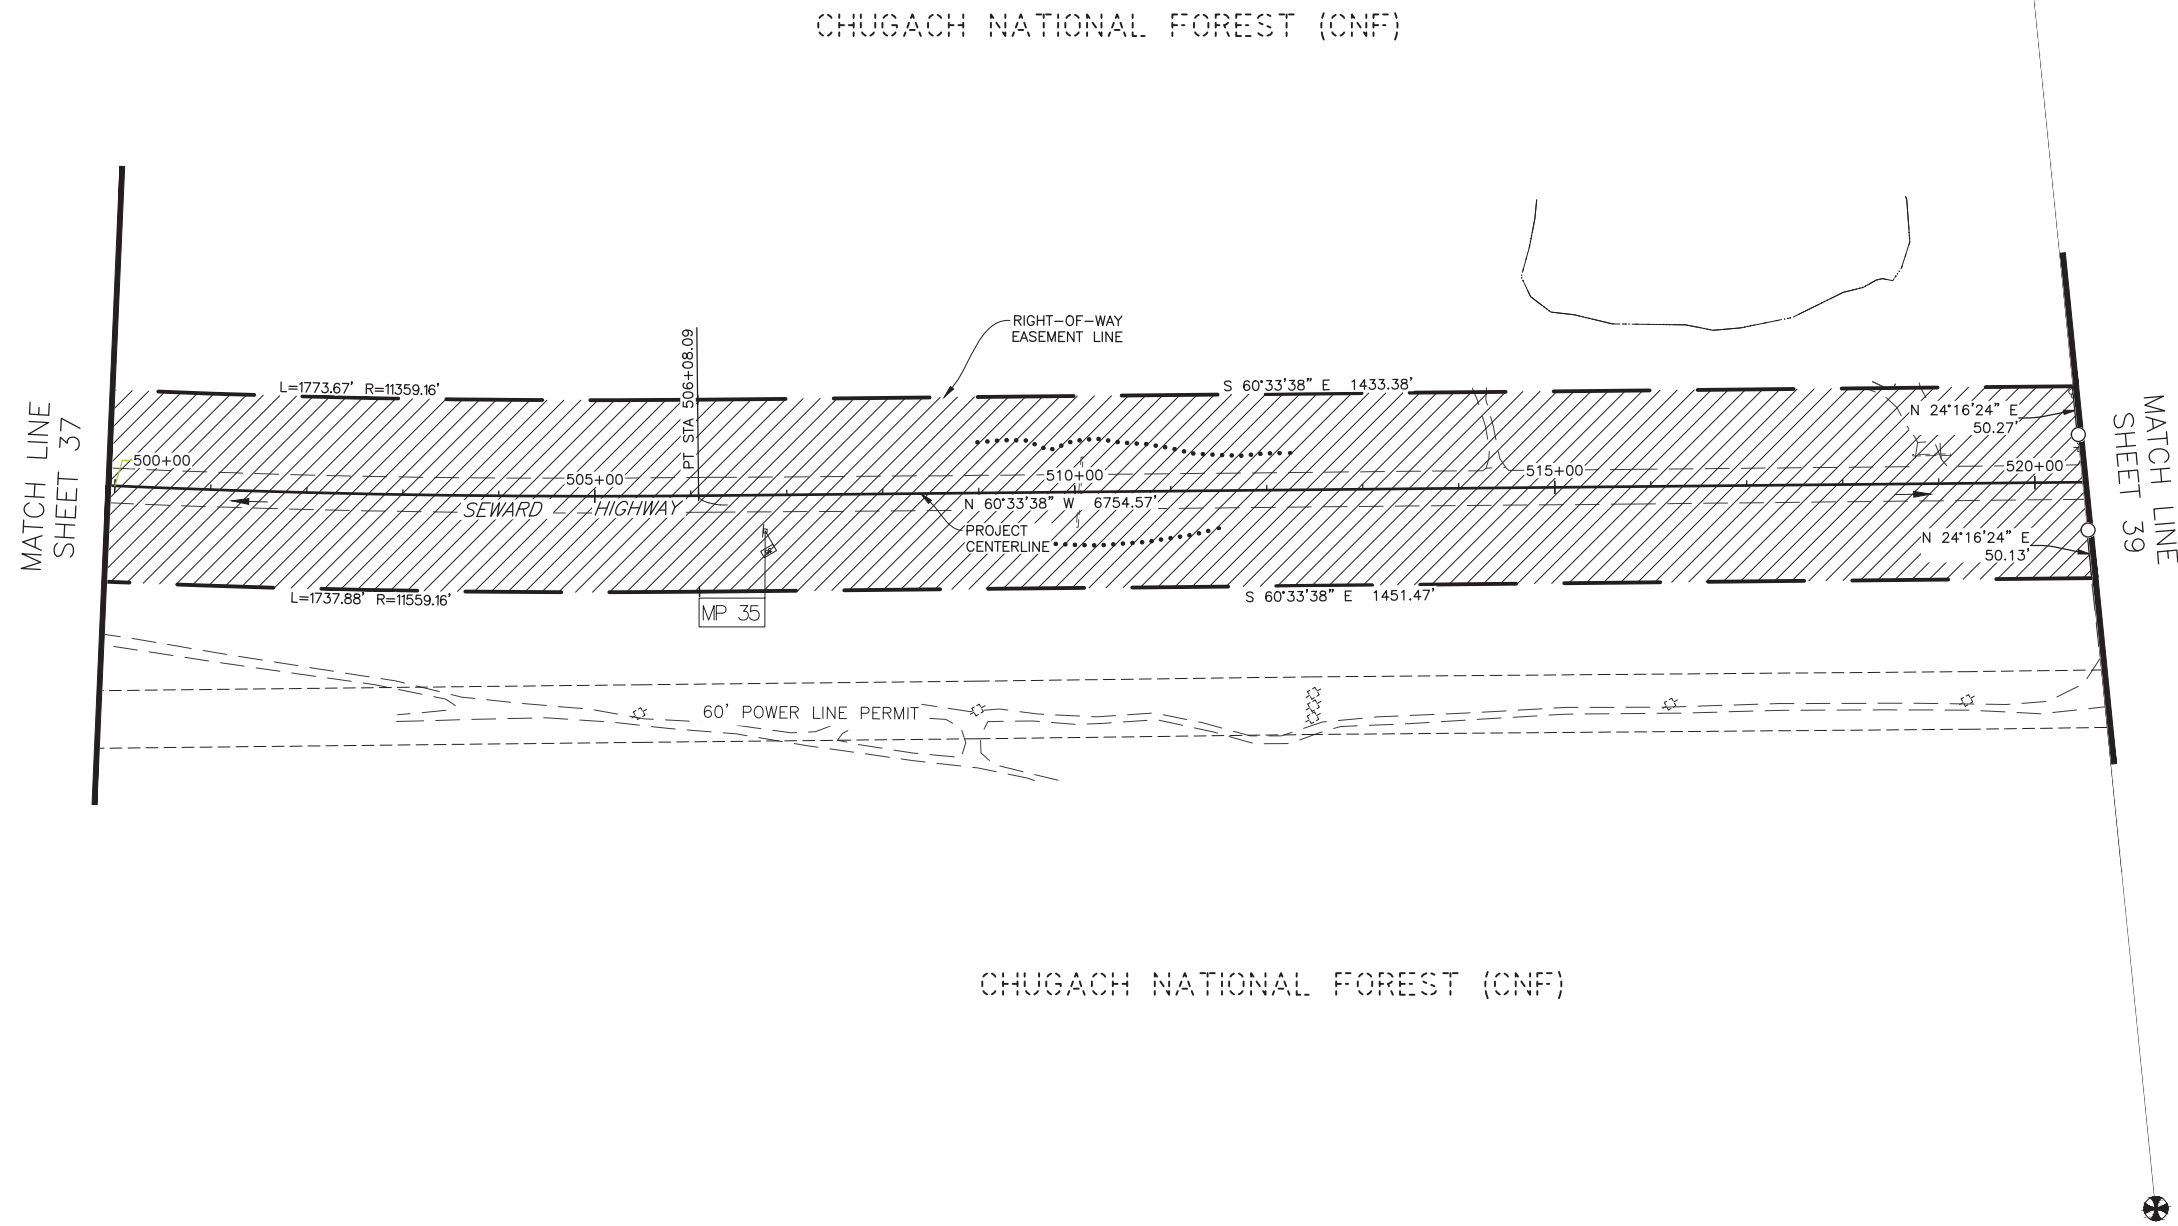 CHUGACH NATIONAL FOREST (CNF)
RIGHT-OF-WAY
EASEMENT LINE
L=1773.67' R=11359.16'
PT STA 506+08.09
S 60°33'38" E 1433.38'
N 24°16'24" E
50.27'
MATCH LINE
SHEET 37
MATCH LINE
SHEET 39
500+00
505+00
510+00
515+00
520+00
SEWARD HIGHWAY
N 60°33'38" W 6754.57'
PROJECT
CENTERLINE
N 24°16'24" E
50.13'
L=1737.88' R=11559.16'
S 60°33'38" E 1451.47'
MP 35
60' POWER LINE PERMIT
CHUGACH NATIONAL FOREST (CNF)